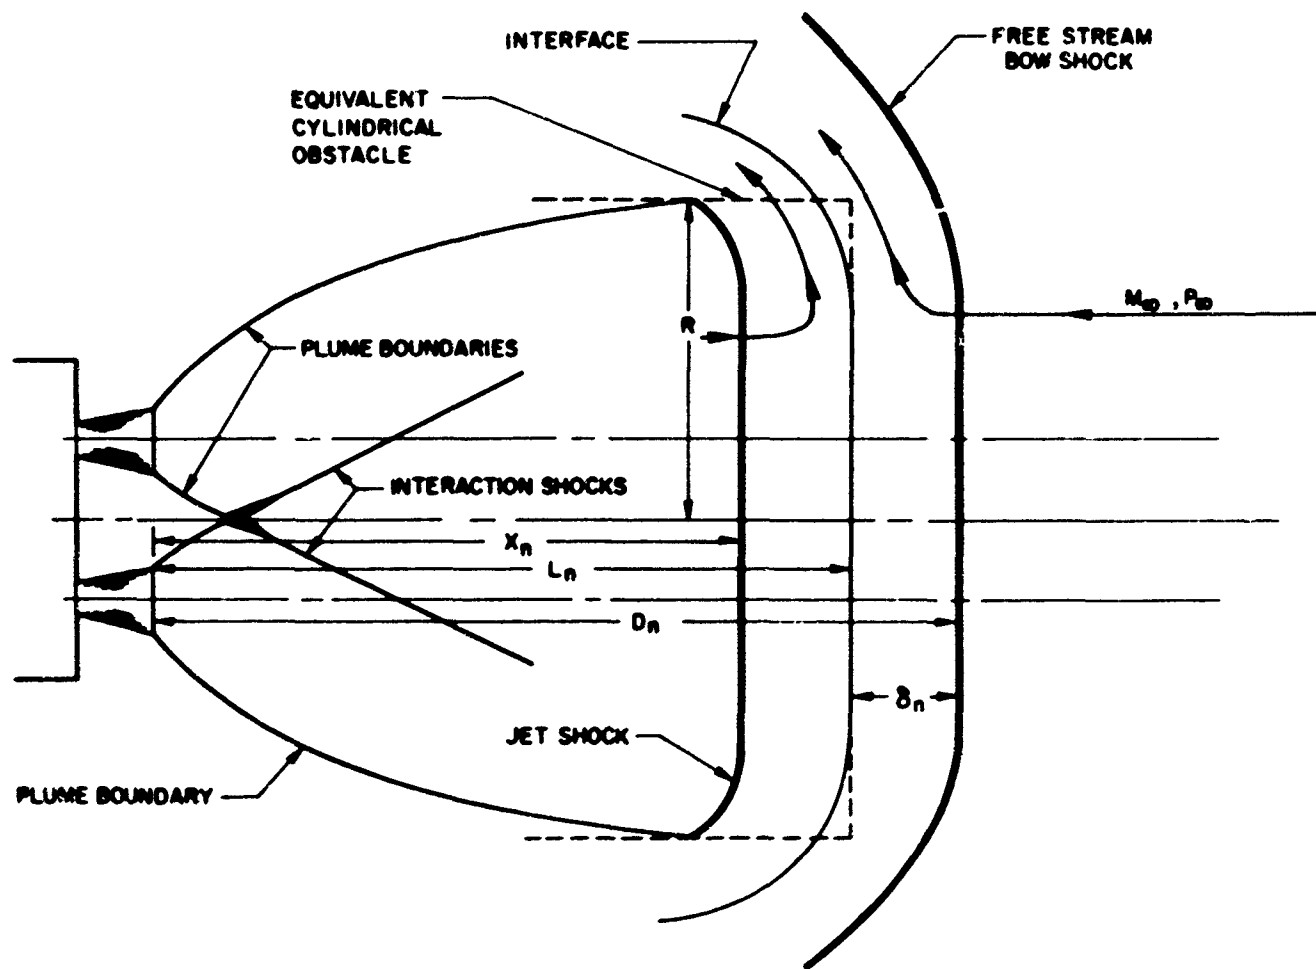 INTERFACE
FREE STREAM
BOW SHOCK
EQUIVALENT
CYLINDRICAL
OBSTACLE
M∞ , P∞
R
PLUME BOUNDARIES
INTERACTION SHOCKS
Xn
Ln
Dn
δn
JET SHOCK
PLUME BOUNDARY